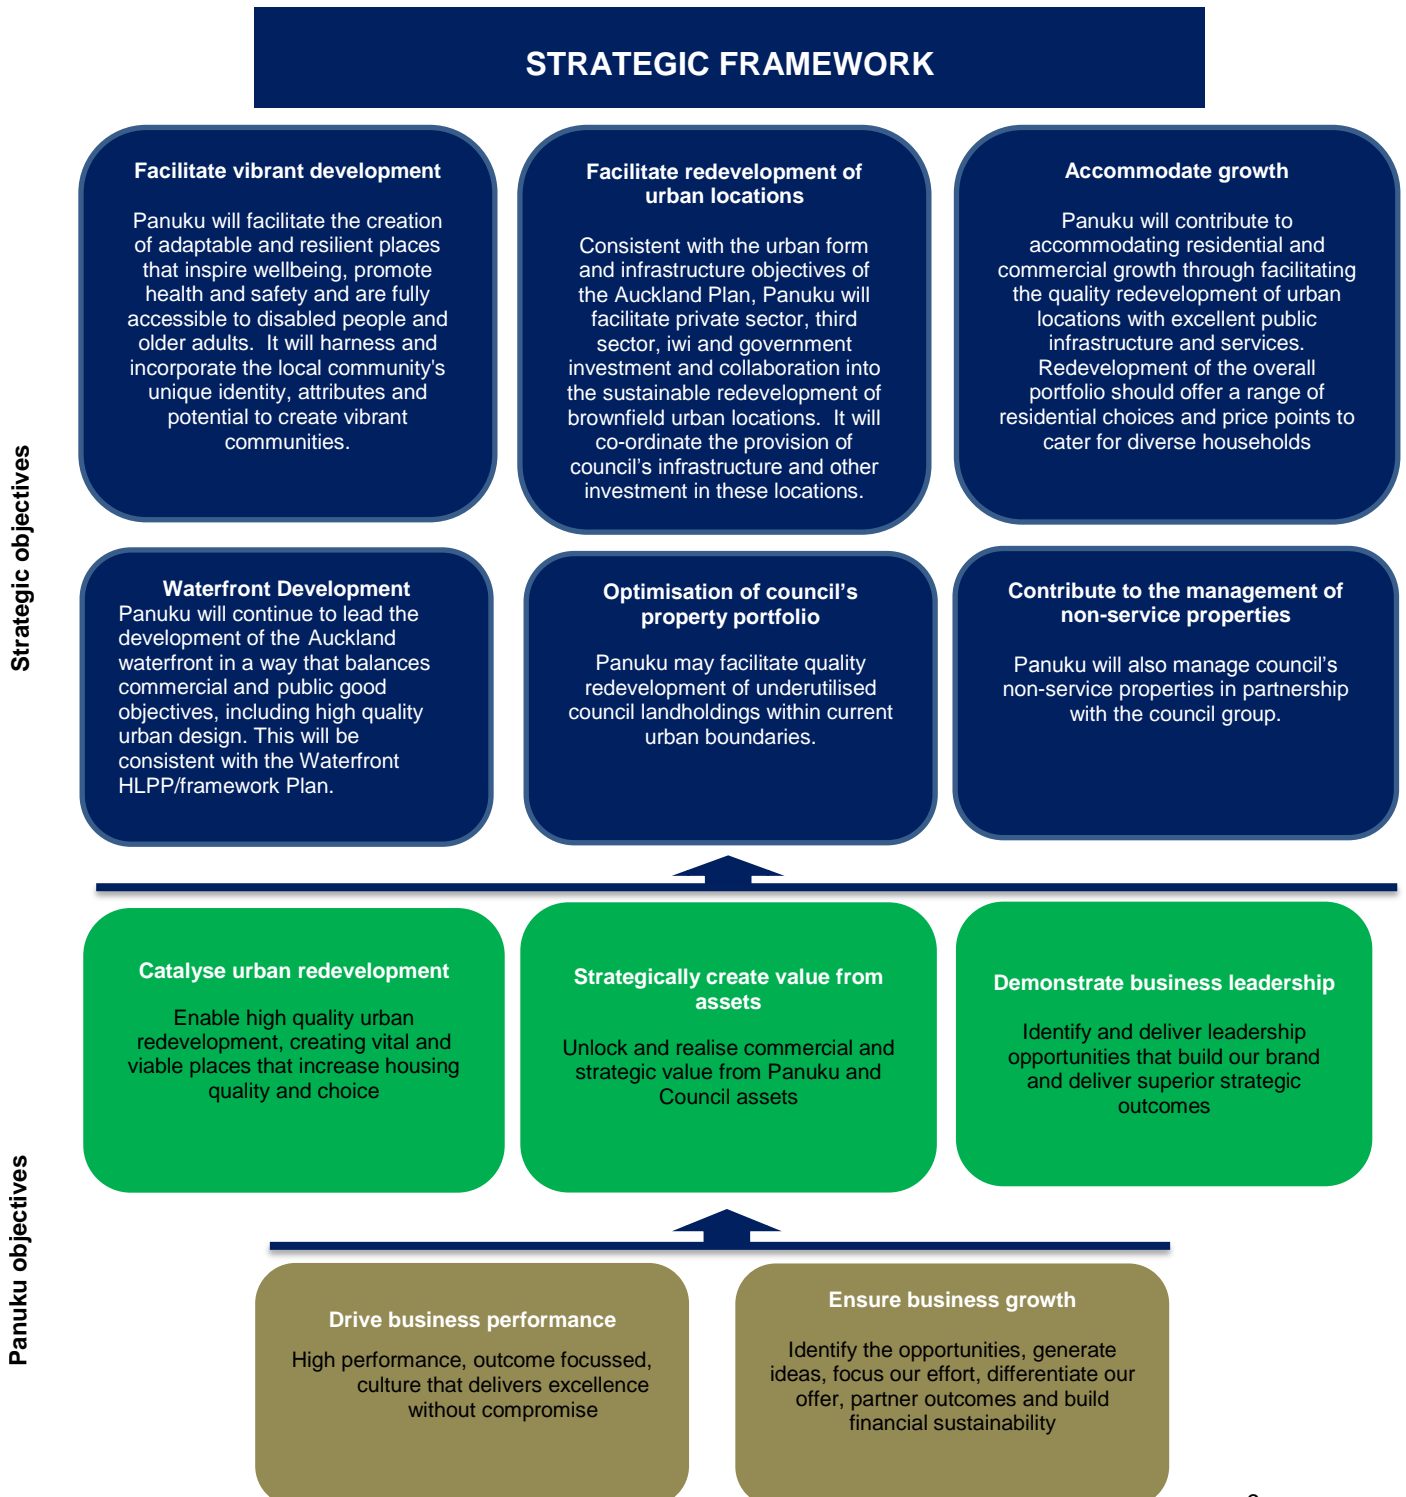 STRATEGIC FRAMEWORK
Facilitate vibrant development
Panuku will facilitate the creation
of adaptable and resilient places
that inspire wellbeing, promote
health and safety and are fully
accessible to disabled people and
older adults.  It will harness and
incorporate the local community's
unique identity, attributes and
potential to create vibrant
communities.
Facilitate redevelopment of
urban locations
Consistent with the urban form
and infrastructure objectives of
the Auckland Plan, Panuku will
facilitate private sector, third
sector, iwi and government
investment and collaboration into
the sustainable redevelopment of
brownfield urban locations.  It will
co-ordinate the provision of
council’s infrastructure and other
investment in these locations.
Accommodate growth
Panuku will contribute to
accommodating residential and
commercial growth through facilitating
the quality redevelopment of urban
locations with excellent public
infrastructure and services.
Redevelopment of the overall
portfolio should offer a range of
residential choices and price points to
cater for diverse households
Strategic objectives
Waterfront Development
Panuku will continue to lead the
development of the Auckland
waterfront in a way that balances
commercial and public good
objectives, including high quality
urban design. This will be
consistent with the Waterfront
HLPP/framework Plan.
Optimisation of council’s
property portfolio
Panuku may facilitate quality
redevelopment of underutilised
council landholdings within current
urban boundaries.
Contribute to the management of
non-service properties
Panuku will also manage council’s
non-service properties in partnership
with the council group.
Catalyse urban redevelopment
Enable high quality urban
redevelopment, creating vital and
viable places that increase housing
quality and choice
Strategically create value from
assets
Unlock and realise commercial and
strategic value from Panuku and
Council assets
Demonstrate business leadership
Identify and deliver leadership
opportunities that build our brand
and deliver superior strategic
outcomes
Panuku objectives
Drive business performance
High performance, outcome focussed,
culture that delivers excellence
without compromise
Ensure business growth
Identify the opportunities, generate
ideas, focus our effort, differentiate our
offer, partner outcomes and build
financial sustainability